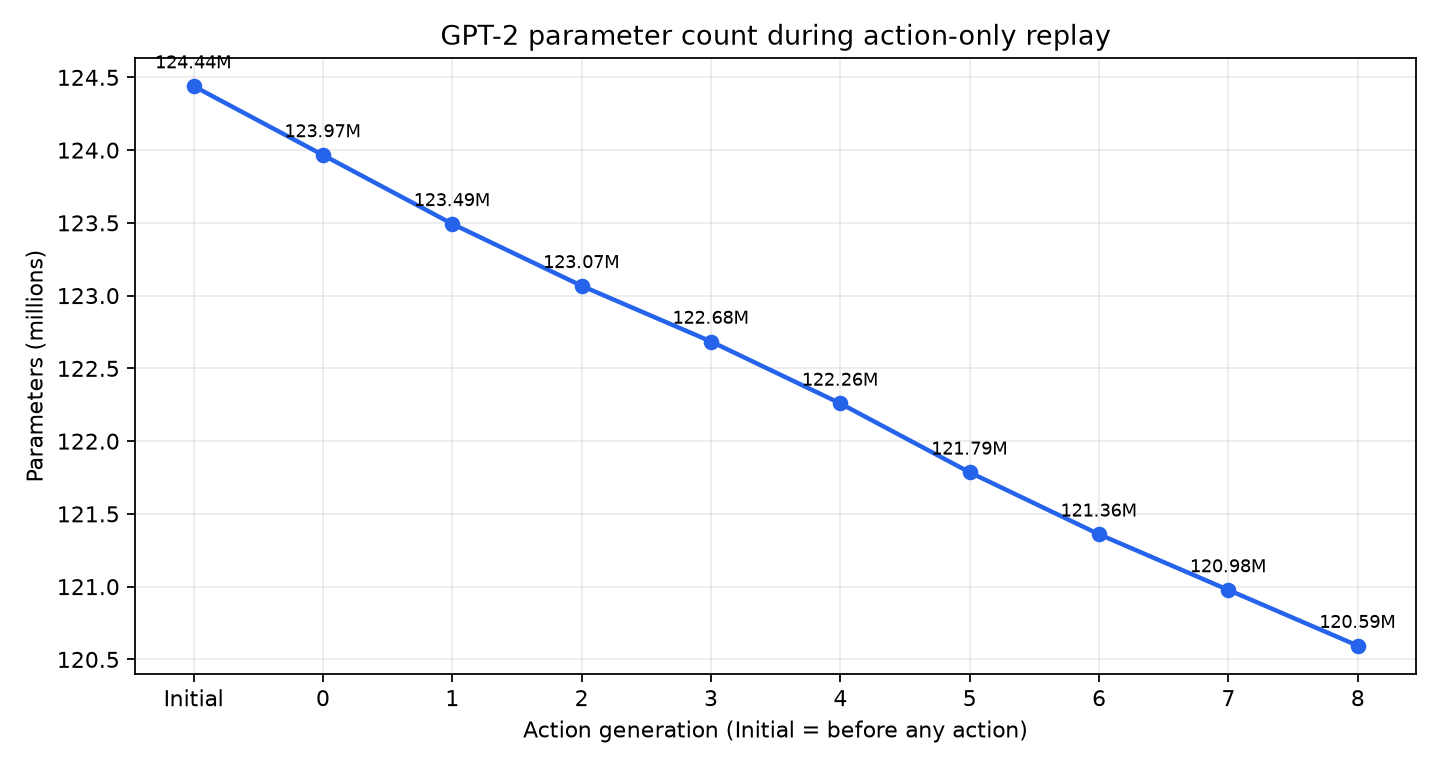 GPT-2 parameter count during action-only replay
124.44M
123.97M
123.49M
123.07M
122.68M
122.26M
121.79M
121.36M
120.98M
120.59M
124.5
124.0
123.5
123.0
122.5
122.0
121.5
121.0
120.5
Parameters (millions)
Initial 0 1 2 3 4 5 6 7 8
Action generation (Initial = before any action)